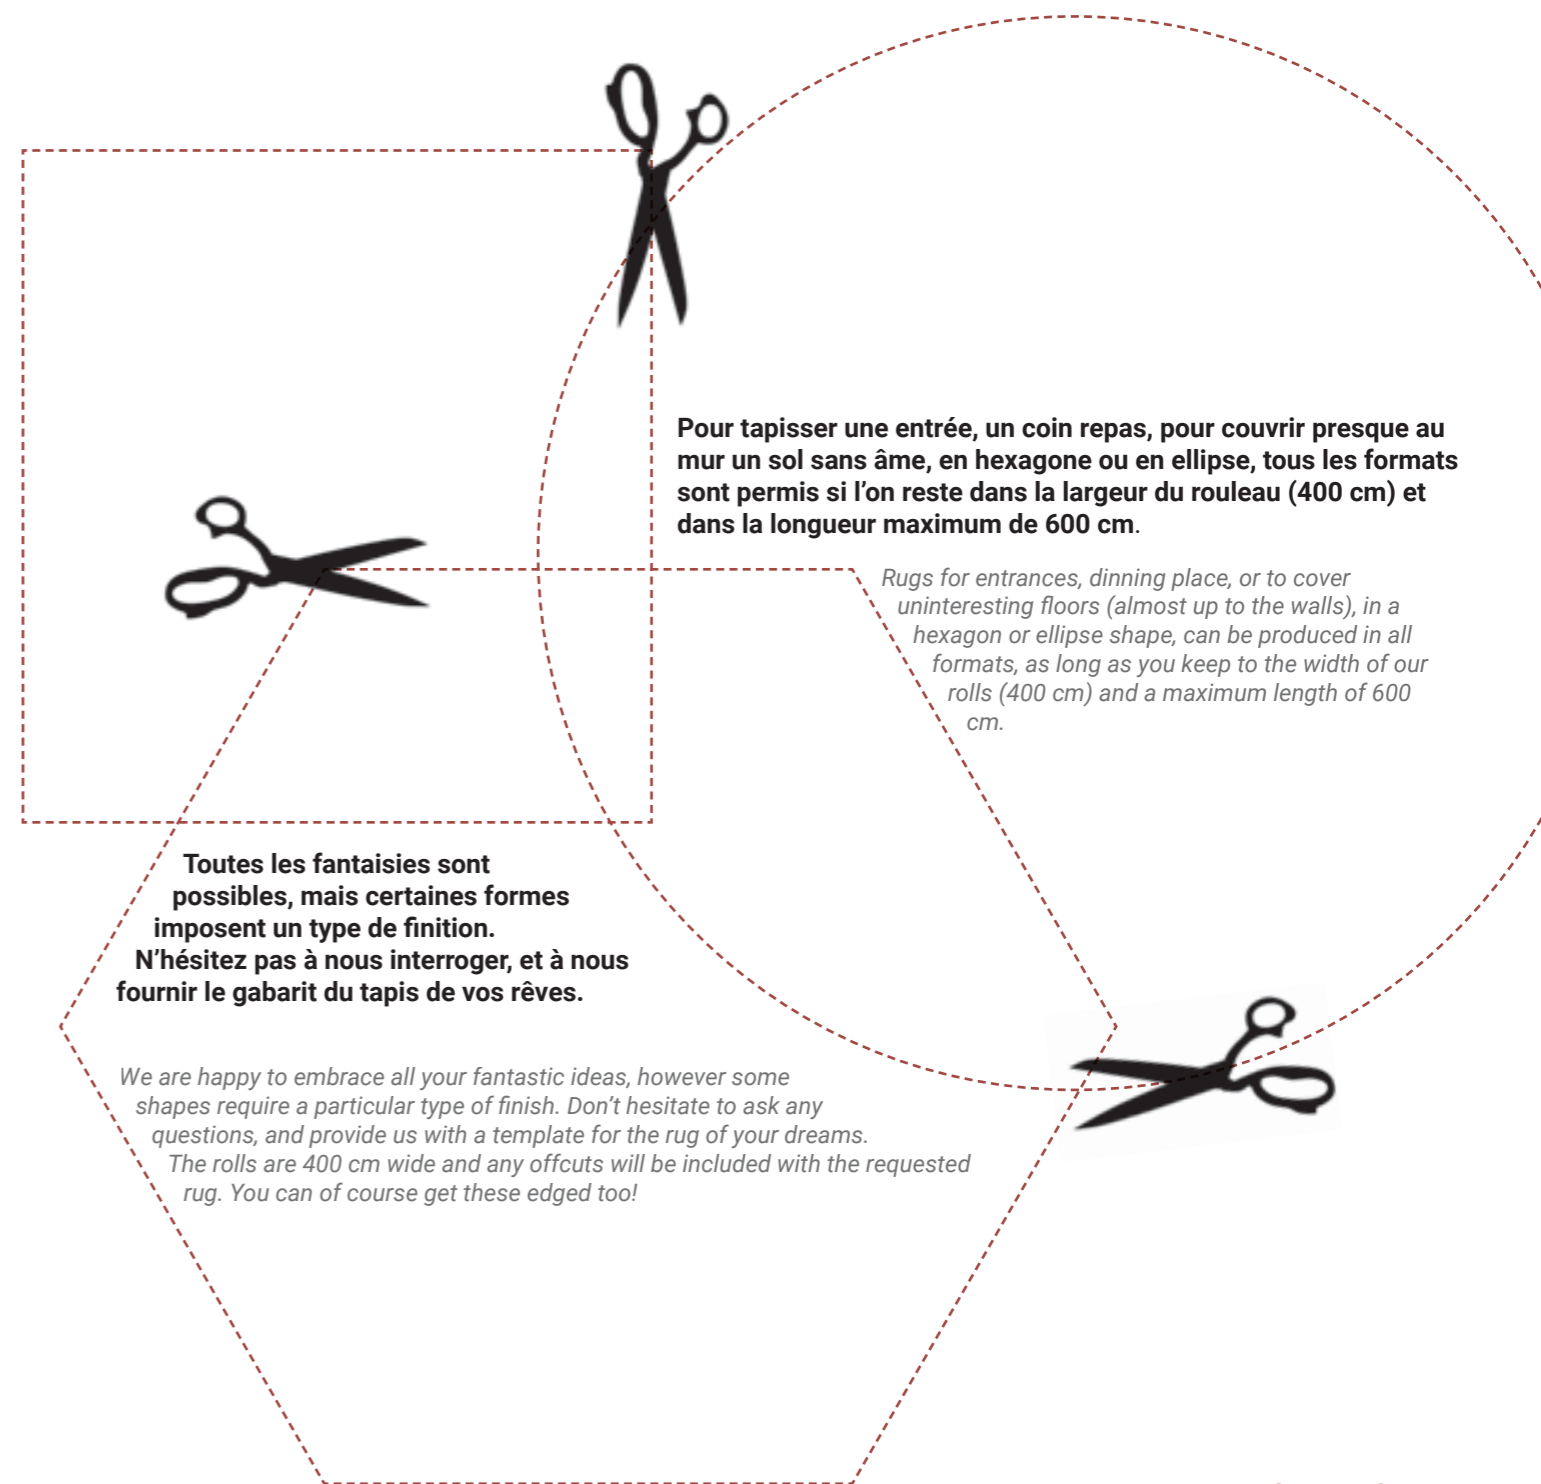 Pour tapisser une entrée, un coin repas, pour couvrir presque au
mur un sol sans âme, en hexagone ou en ellipse, tous les formats
sont permis si l’on reste dans la largeur du rouleau (400 cm) et
dans la longueur maximum de 600 cm.
Rugs for entrances, dinning place, or to cover
uninteresting floors (almost up to the walls), in a
hexagon or ellipse shape, can be produced in all
formats, as long as you keep to the width of our
rolls (400 cm) and a maximum length of 600
cm.
Toutes les fantaisies sont
possibles, mais certaines formes
imposent un type de finition.
N’hésitez pas à nous interroger, et à nous
fournir le gabarit du tapis de vos rêves.
We are happy to embrace all your fantastic ideas, however some
shapes require a particular type of finish. Don’t hesitate to ask any
questions, and provide us with a template for the rug of your dreams.
The rolls are 400 cm wide and any offcuts will be included with the requested
rug. You can of course get these edged too!